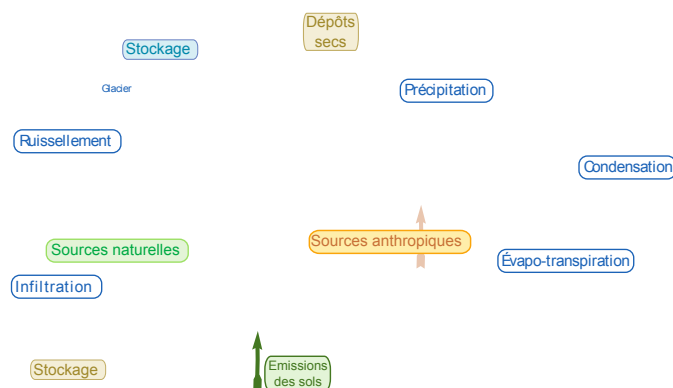 Dépôts
secs
Stockage
Glacier
Précipitation
Ruissellement
Condensation
Sources anthropiques
Sources naturelles
Évapo-transpiration
Infiltration
Stockage
Emissions
des sols